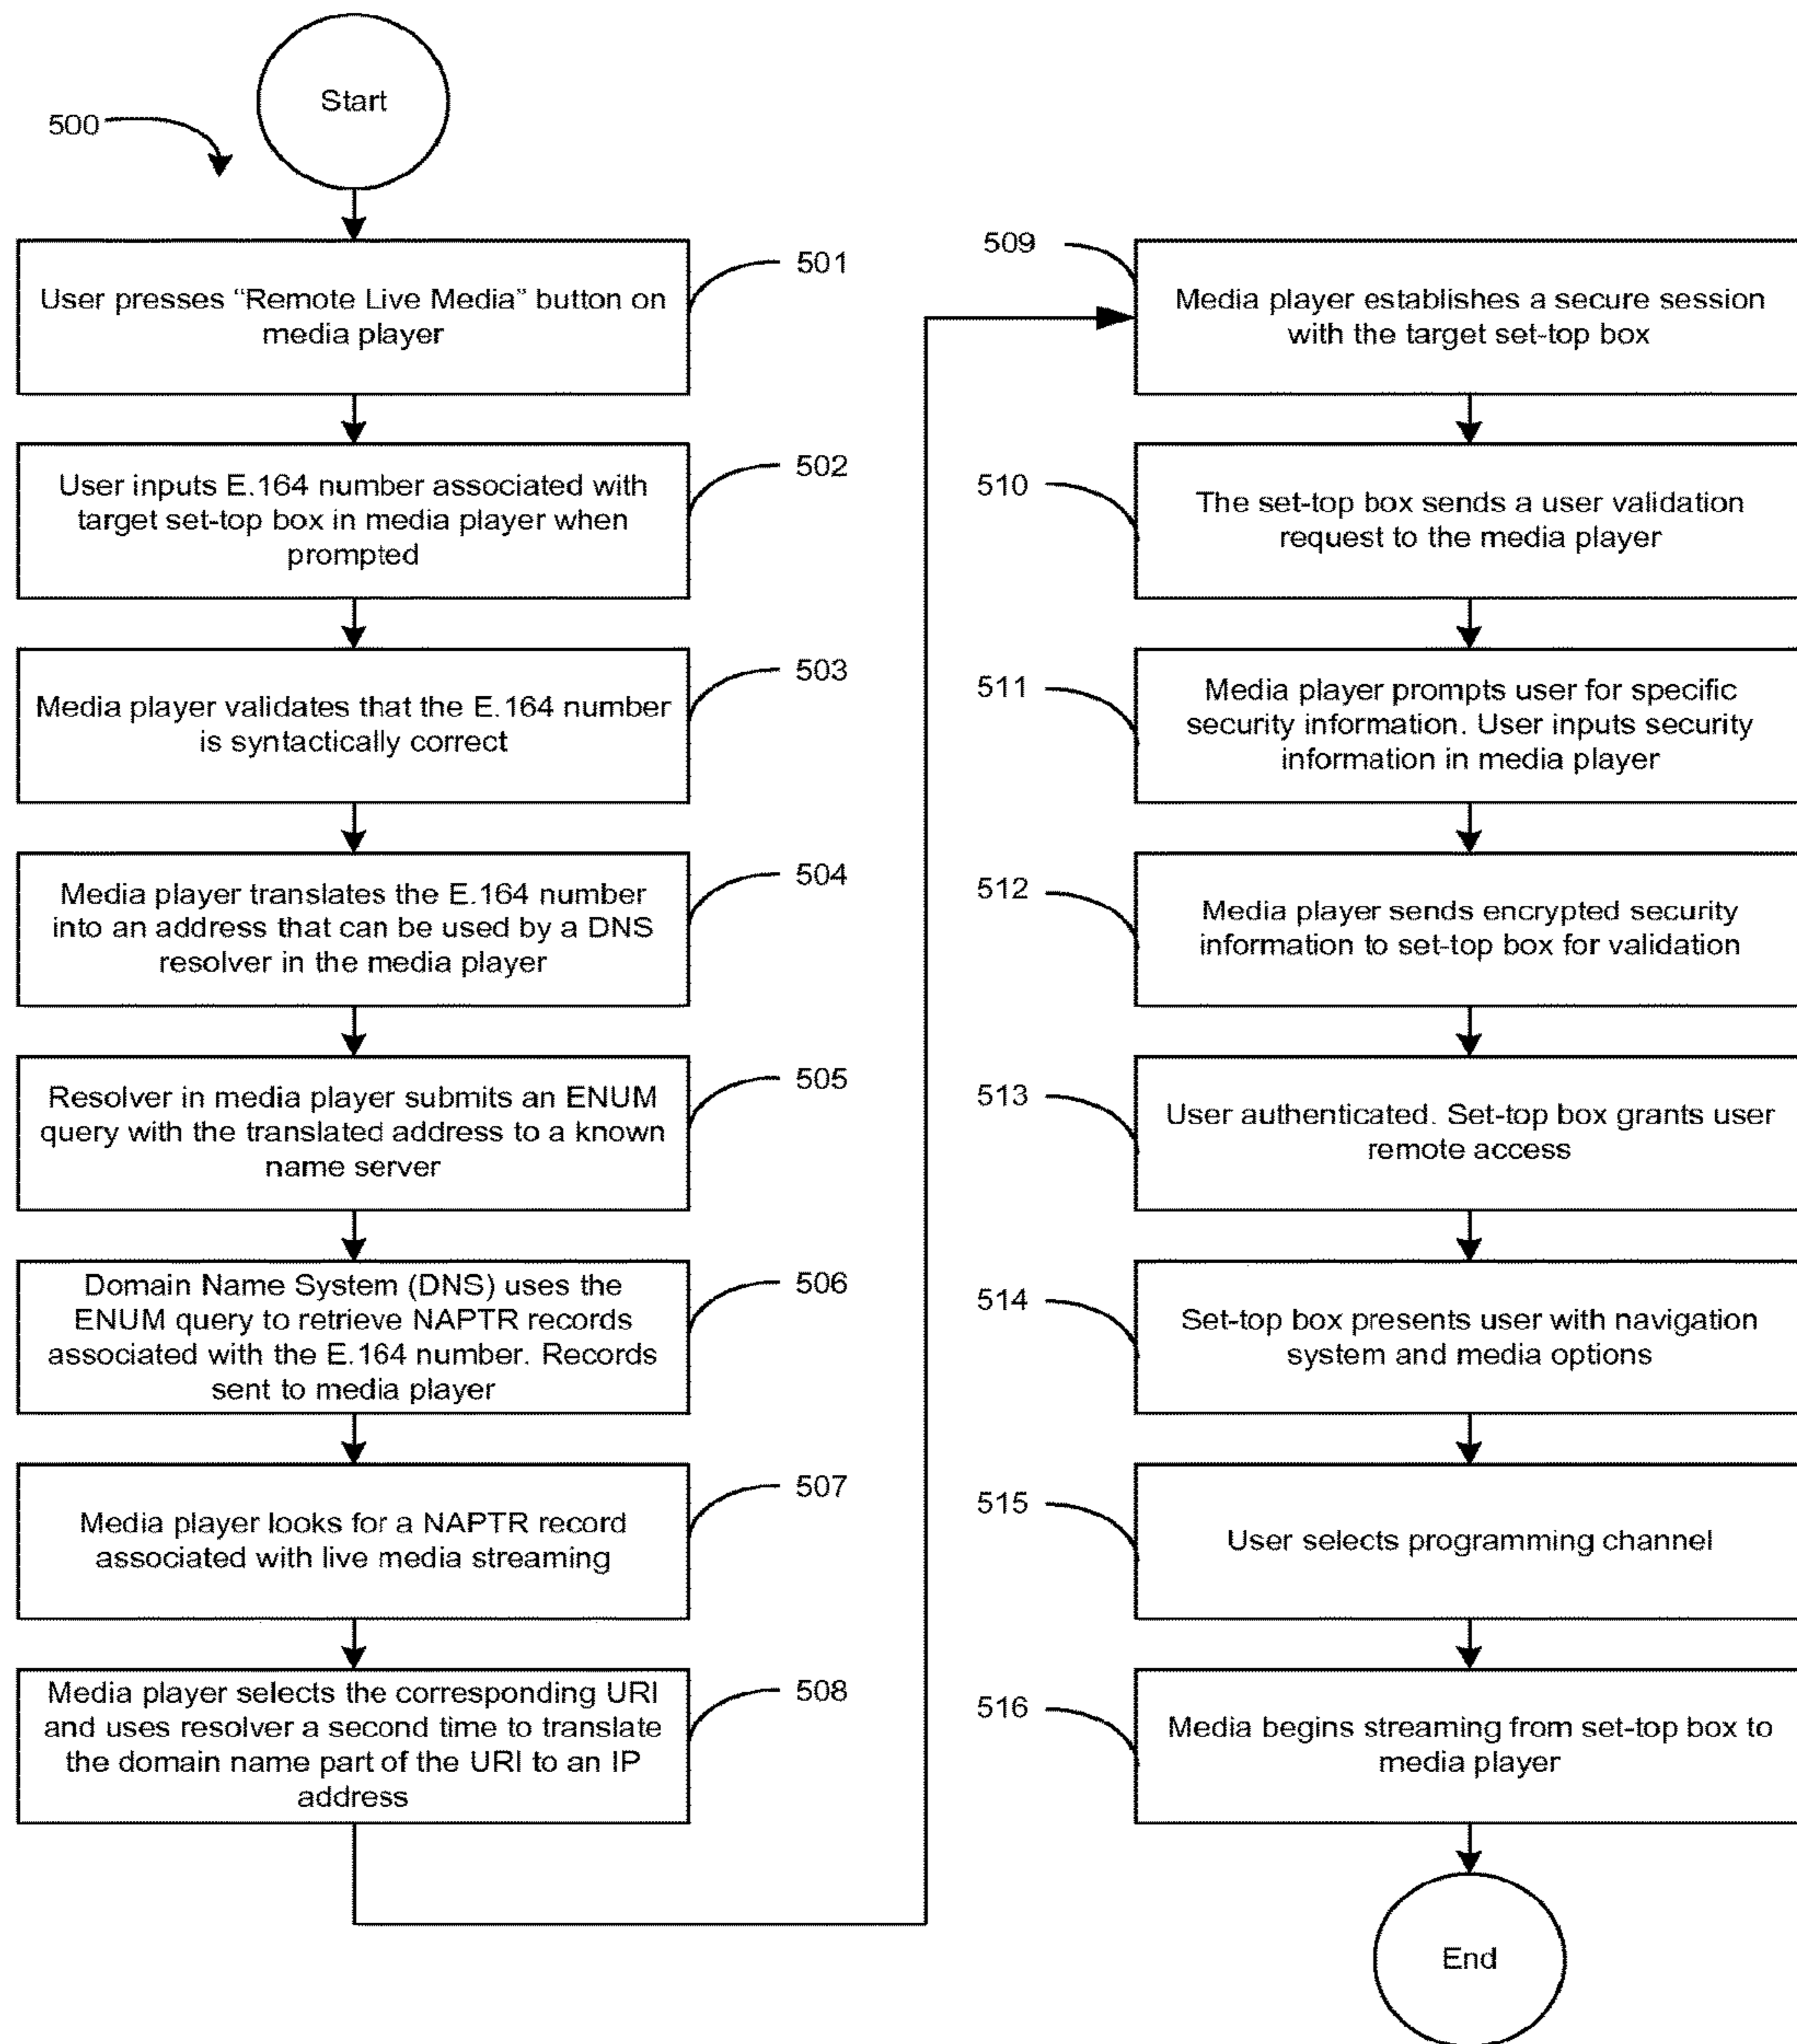 Start
500
User presses “Remote Live Media” button on
media player
501
User inputs E.164 number associated with
target set-top box in media player when
prompted
502
Media player validates that the E.164 number
is syntactically correct
503
Media player translates the E.164 number
into an address that can be used by a DNS
resolver in the media player
504
Resolver in media player submits an ENUM
query with the translated address to a known
name server
505
Domain Name System (DNS) uses the
ENUM query to retrieve NAPTR records
associated with the E.164 number. Records
sent to media player
506
Media player looks for a NAPTR record
associated with live media streaming
507
Media player selects the corresponding URI
and uses resolver a second time to translate
the domain name part of the URI to an IP
address
508
509
Media player establishes a secure session
with the target set-top box
510
The set-top box sends a user validation
request to the media player
511
Media player prompts user for specific
security information. User inputs security
information in media player
512
Media player sends encrypted security
information to set-top box for validation
513
User authenticated. Set-top box grants user
remote access
514
Set-top box presents user with navigation
system and media options
515
User selects programming channel
516
Media begins streaming from set-top box to
media player
End